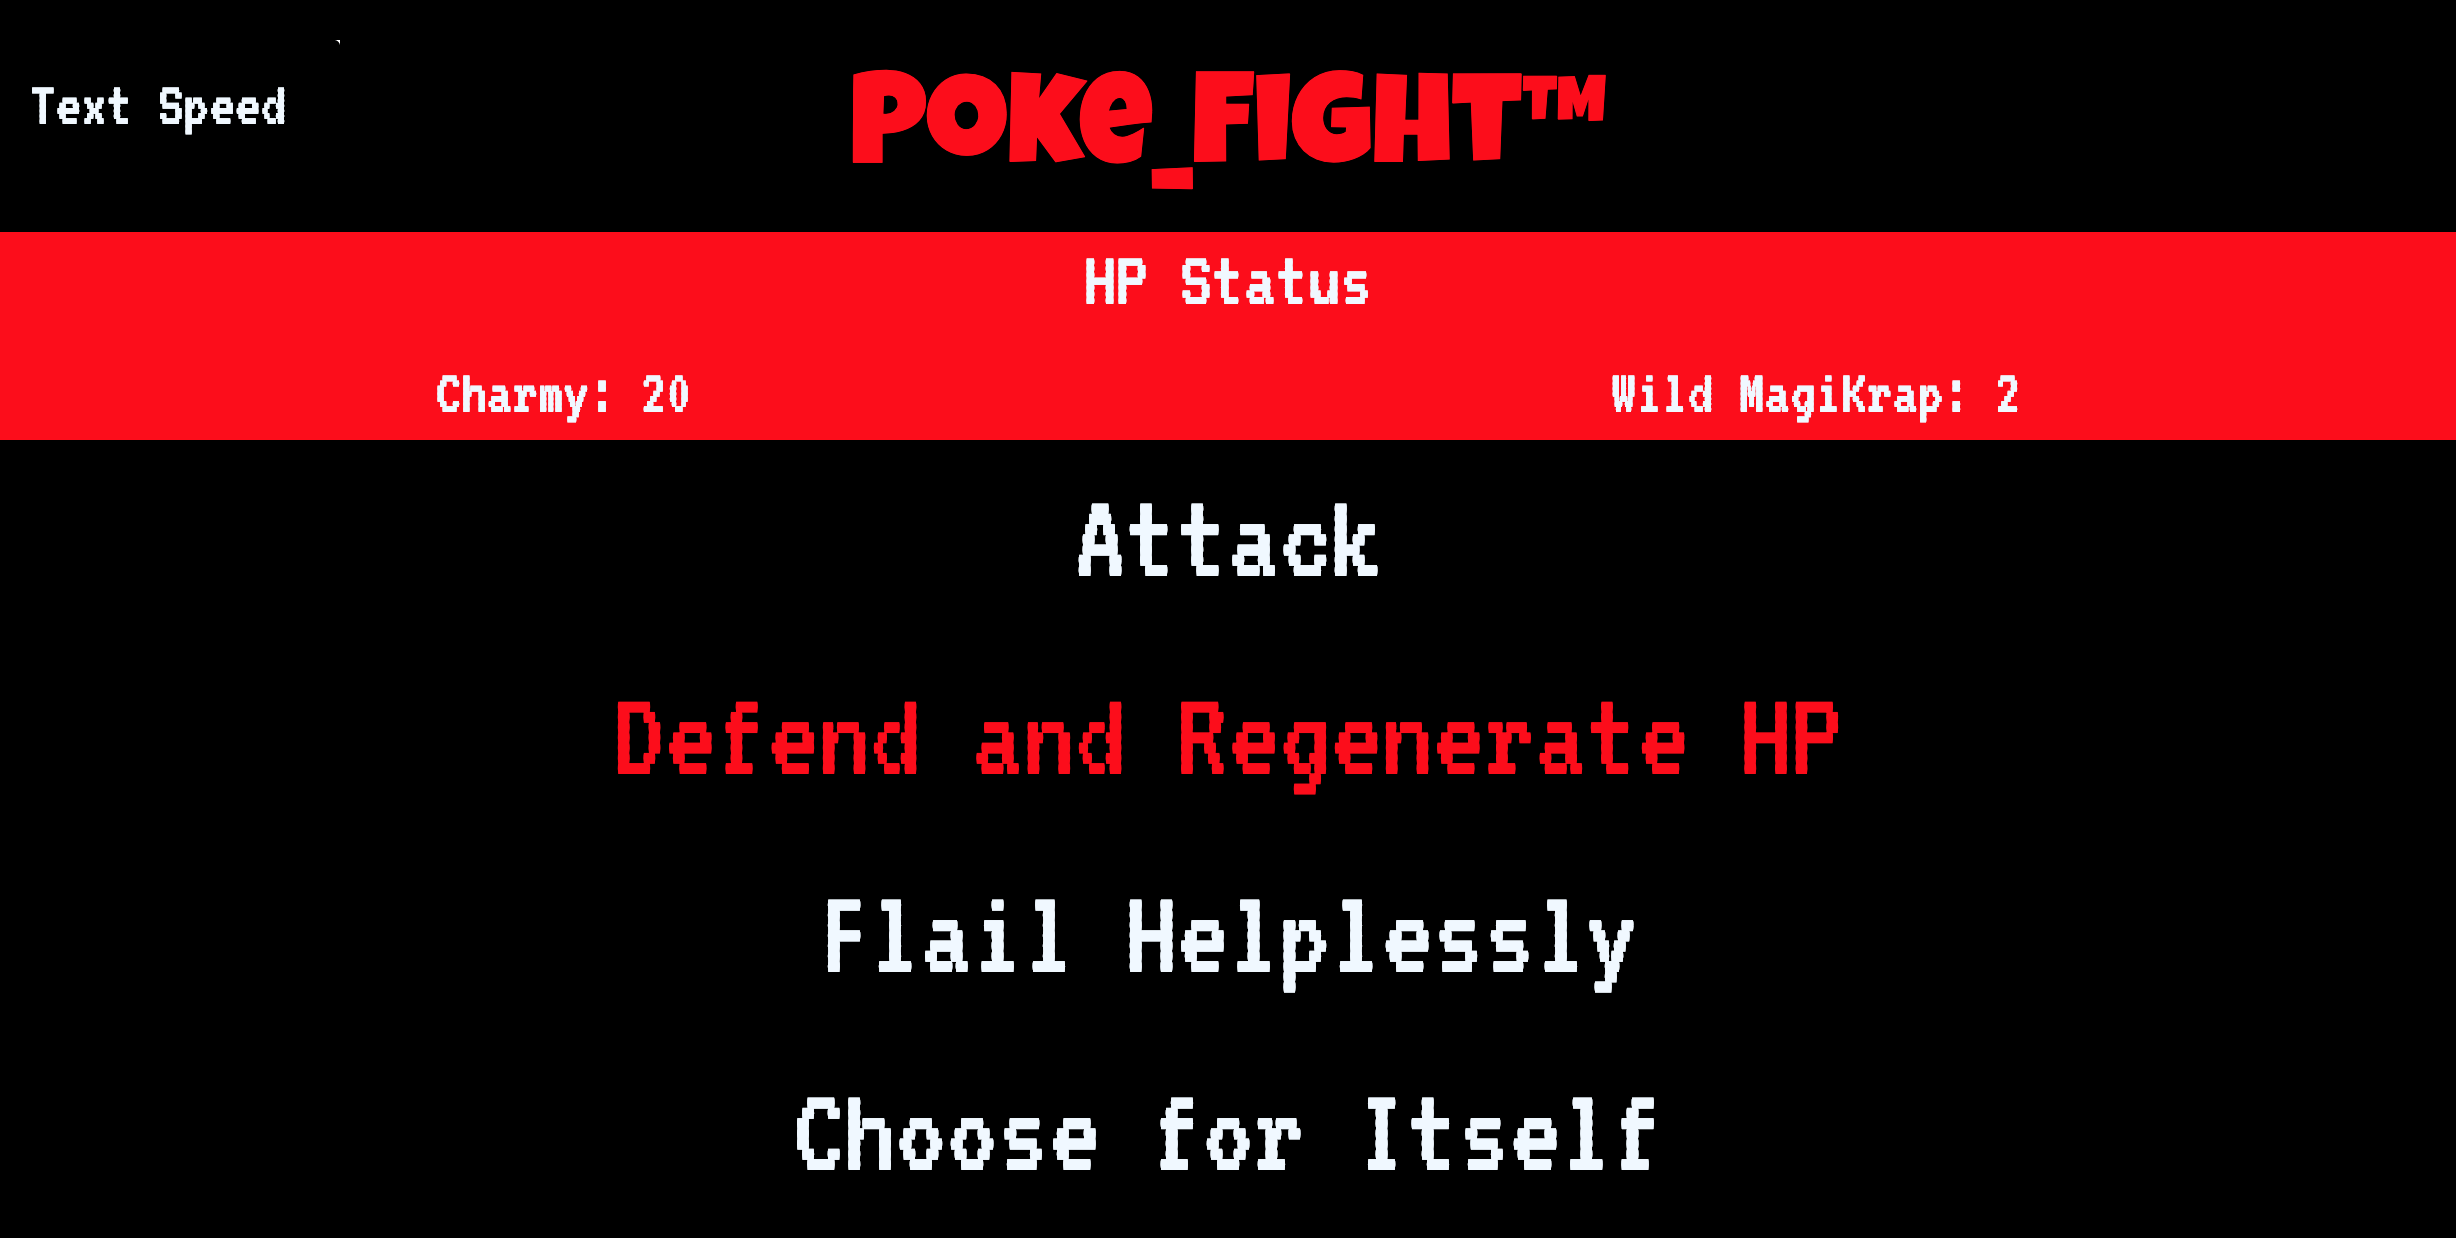 Text Speed
POKe_FIGHT™
HP Status
Charmy: 20
Wild MagiKrap: 2
Attack
Defend and Regenerate HP
Flail Helplessly
Choose for Itself